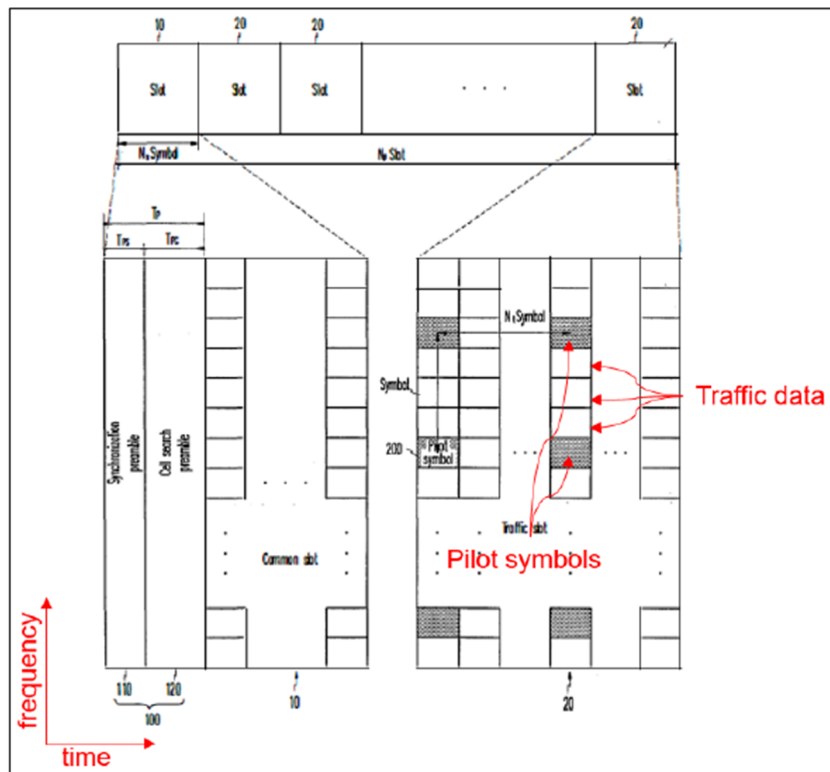 10 20 20 20
Slot Slot Slot . . . Slot
Ns Symbol
Np Slot
TP
TPS TPC
Nt Symbol
Symbol
Traffic data
200
Pilot symbol
Synchronization preamble
Cell search preamble
Common slot
Traffic slot
Pilot symbols
110 120
100
10
20
frequency
time